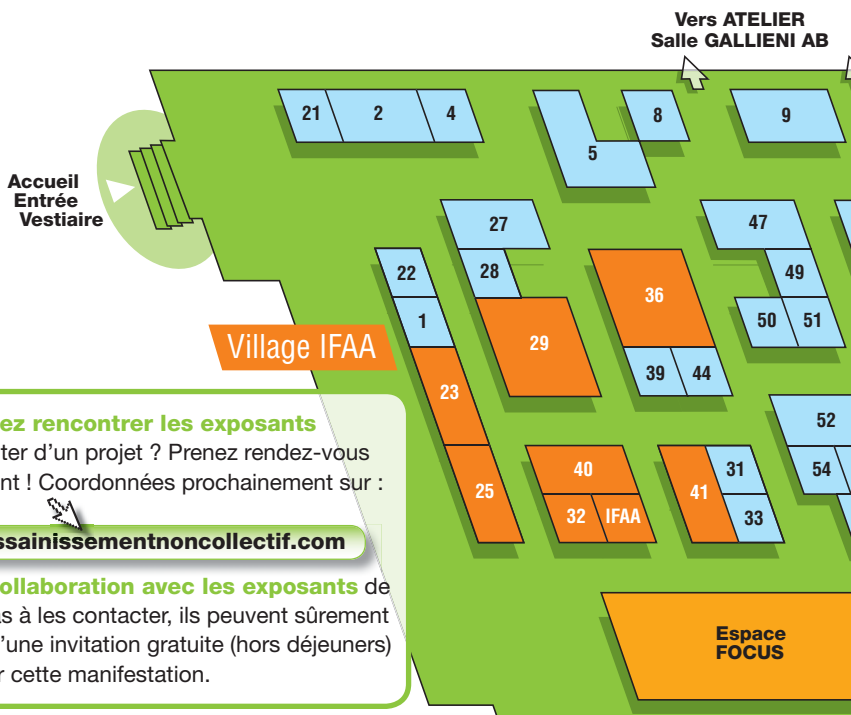 Vers ATELIER
Salle GALLIENI AB
21 2 4 5 8 9
Accueil
Entrée
Vestiaire
27 47
22 28 49
1 36 50 51
Village IFAA 29
23 39 44
52
25 40 41 31 54
32 IFAA 33
ez rencontrer les exposants
ter d'un projet ? Prenez rendez-vous
nt ! Coordonnées prochainement sur :
ssainissementnoncollectif.com
ollaboration avec les exposants de
as à les contacter, ils peuvent sûrement
d'une invitation gratuite (hors déjeuners)
r cette manifestation.
Espace
FOCUS